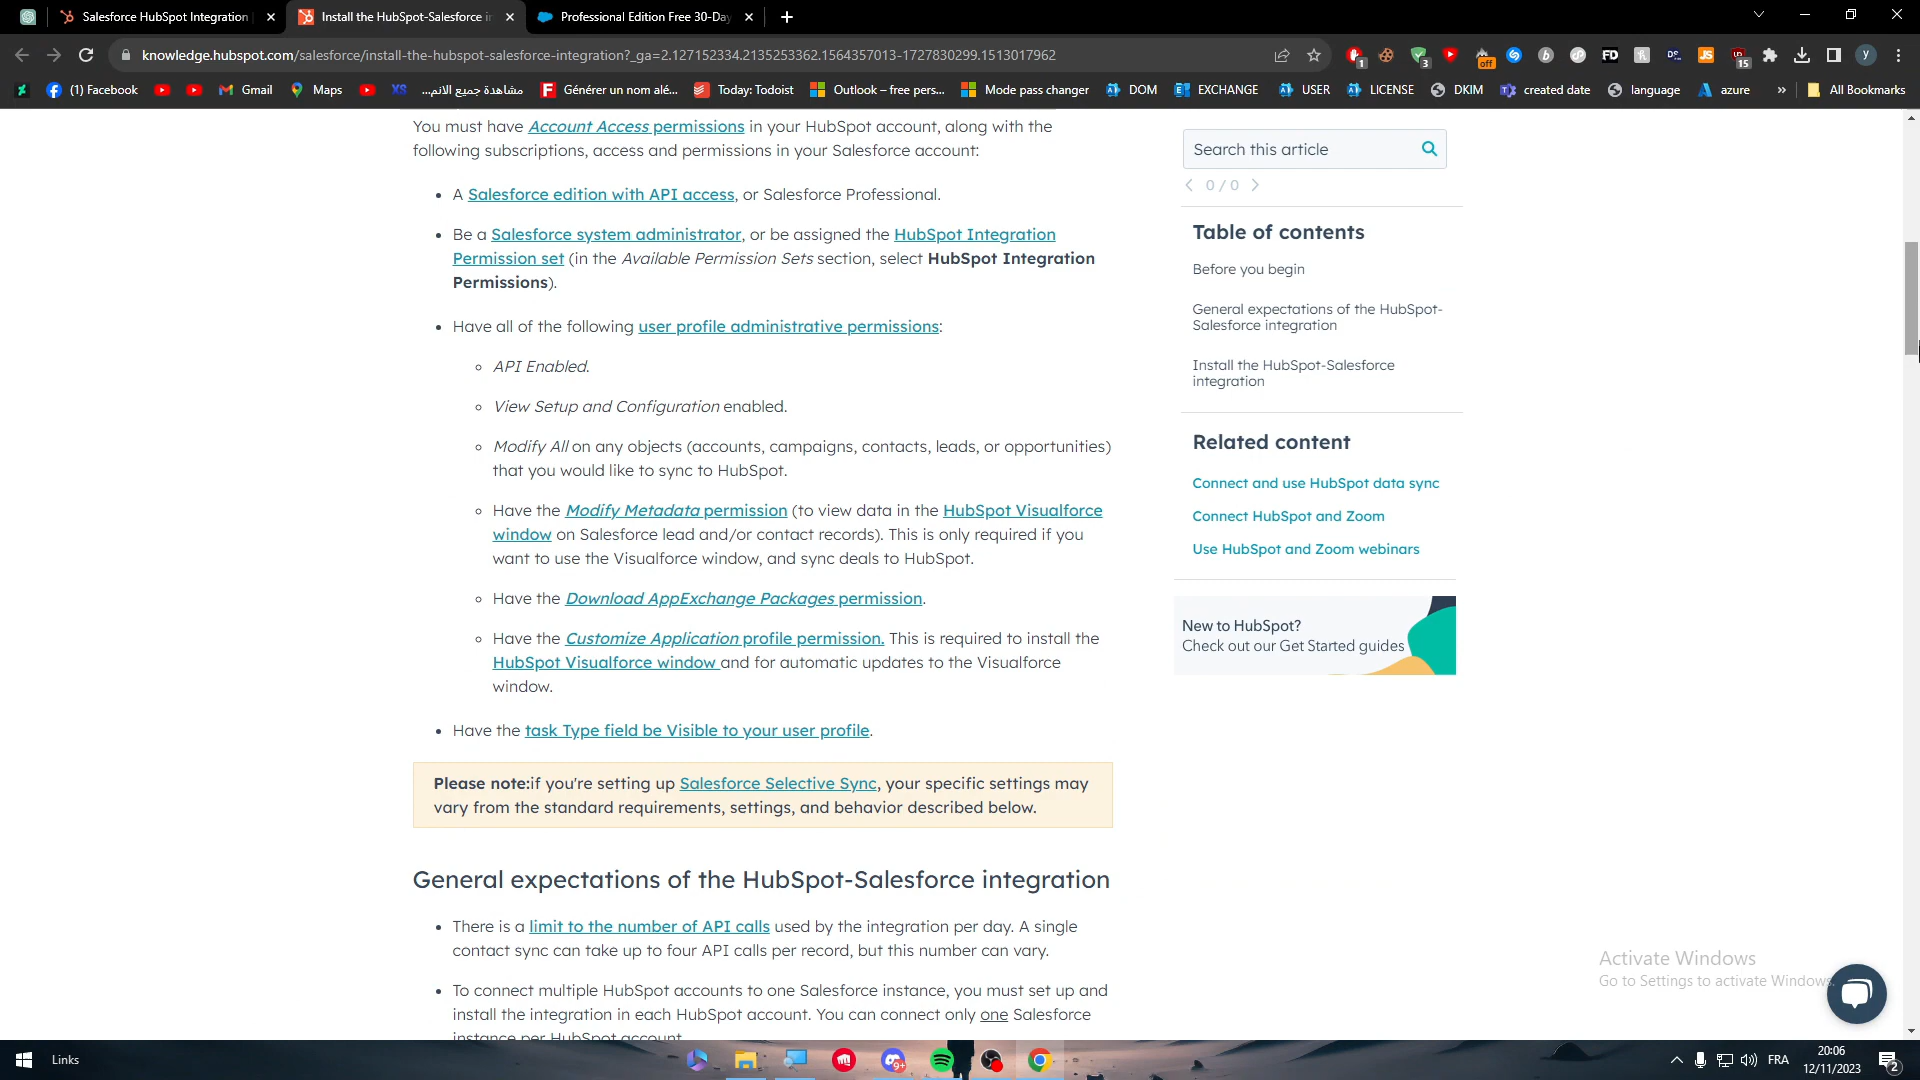 Salesforce HubSpot Integration
Install the HubSpot-Salesforce in
Professional Edition Free 30-Day
knowledge.hubspot.com/salesforce/install-the-hubspot-salesforce-integration?_ga=2.127152334.2135253362.1564357013-1727830299.1513017962
(1) Facebook
Gmail
Maps
XS
مشاهدة جميع الانم...
Générer un nom alé...
Today: Todoist
Outlook – free pers...
Mode pass changer
DOM
EXCHANGE
USER
LICENSE
DKIM
created date
language
azure
All Bookmarks
You must have Account Access permissions in your HubSpot account, along with the
following subscriptions, access and permissions in your Salesforce account:
• A Salesforce edition with API access, or Salesforce Professional.
• Be a Salesforce system administrator, or be assigned the HubSpot Integration
Permission set (in the Available Permission Sets section, select HubSpot Integration
Permissions).
• Have all of the following user profile administrative permissions:
◦ API Enabled.
◦ View Setup and Configuration enabled.
◦ Modify All on any objects (accounts, campaigns, contacts, leads, or opportunities)
that you would like to sync to HubSpot.
◦ Have the Modify Metadata permission (to view data in the HubSpot Visualforce
window on Salesforce lead and/or contact records). This is only required if you
want to use the Visualforce window, and sync deals to HubSpot.
◦ Have the Download AppExchange Packages permission.
◦ Have the Customize Application profile permission. This is required to install the
HubSpot Visualforce window and for automatic updates to the Visualforce
window.
• Have the task Type field be Visible to your user profile.
Please note:if you're setting up Salesforce Selective Sync, your specific settings may
vary from the standard requirements, settings, and behavior described below.
General expectations of the HubSpot-Salesforce integration
• There is a limit to the number of API calls used by the integration per day. A single
contact sync can take up to four API calls per record, but this number can vary.
• To connect multiple HubSpot accounts to one Salesforce instance, you must set up and
install the integration in each HubSpot account. You can connect only one Salesforce
instance per HubSpot account.
Search this article
0 / 0
Table of contents
Before you begin
General expectations of the HubSpot-
Salesforce integration
Install the HubSpot-Salesforce
integration
Related content
Connect and use HubSpot data sync
Connect HubSpot and Zoom
Use HubSpot and Zoom webinars
New to HubSpot?
Check out our Get Started guides
Activate Windows
Go to Settings to activate Windows.
Links
FRA
20:06
12/11/2023
2